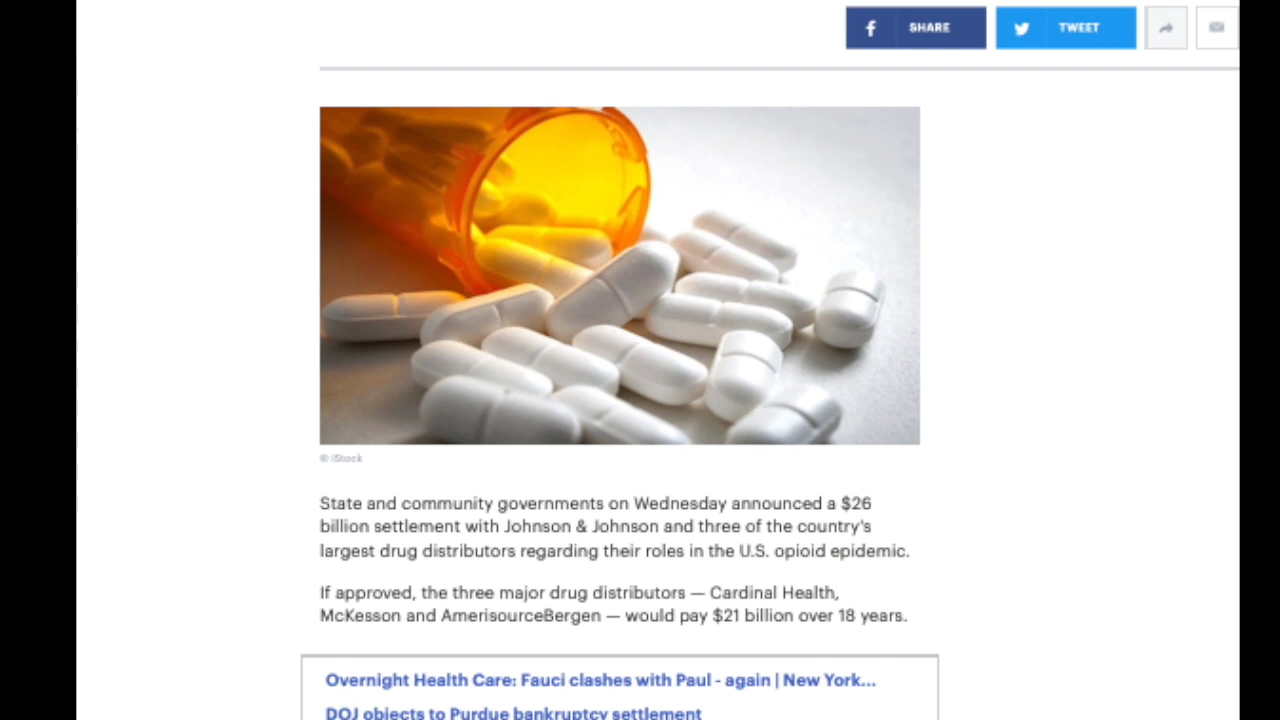 SHARE
TWEET
© iStock
State and community governments on Wednesday announced a $26
billion settlement with Johnson & Johnson and three of the country's
largest drug distributors regarding their roles in the U.S. opioid epidemic.
If approved, the three major drug distributors — Cardinal Health,
McKesson and AmerisourceBergen — would pay $21 billion over 18 years.
Overnight Health Care: Fauci clashes with Paul - again | New York...
DOJ objects to Purdue bankruptcy settlement